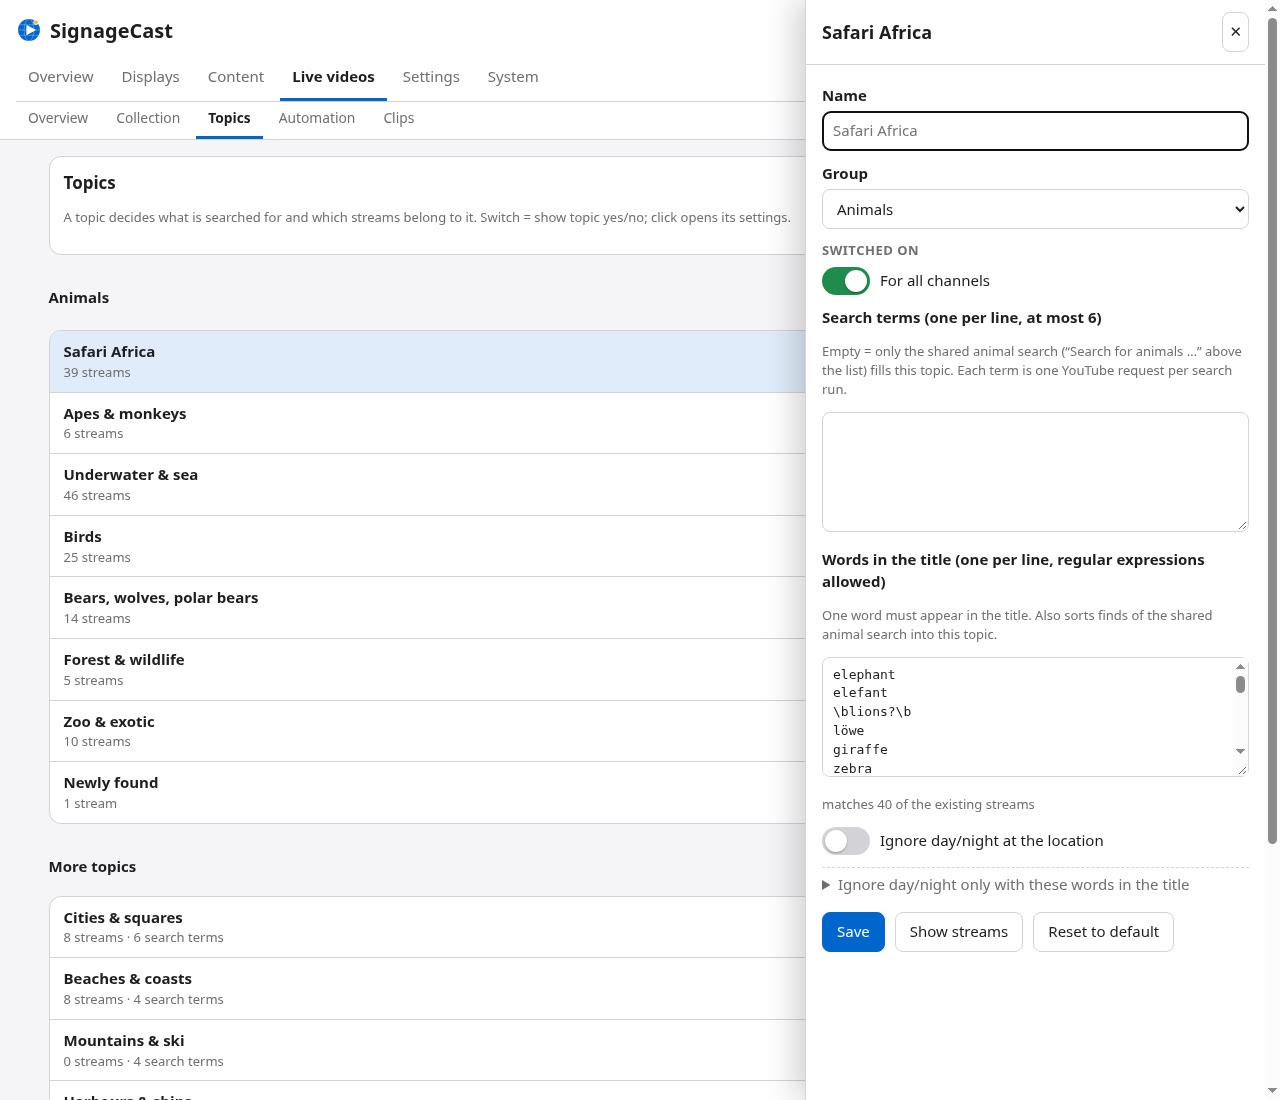 SignageCast
Overview Displays Content Live videos Settings System
Overview Collection Topics Automation Clips
Topics
A topic decides what is searched for and which streams belong to it. Switch = show topic yes/no; click opens its settings.
Animals
Safari Africa
39 streams
Apes & monkeys
6 streams
Underwater & sea
46 streams
Birds
25 streams
Bears, wolves, polar bears
14 streams
Forest & wildlife
5 streams
Zoo & exotic
10 streams
Newly found
1 stream
More topics
Cities & squares
8 streams · 6 search terms
Beaches & coasts
8 streams · 4 search terms
Mountains & ski
0 streams · 4 search terms
Safari Africa
Name
Safari Africa
Group
Animals
SWITCHED ON
For all channels
Search terms (one per line, at most 6)
Empty = only the shared animal search (“Search for animals …” above
the list) fills this topic. Each term is one YouTube request per search
run.
Words in the title (one per line, regular expressions
allowed)
One word must appear in the title. Also sorts finds of the shared
animal search into this topic.
elephant
elefant
\blions?\b
löwe
giraffe
zebra
matches 40 of the existing streams
Ignore day/night at the location
Ignore day/night only with these words in the title
Save Show streams Reset to default